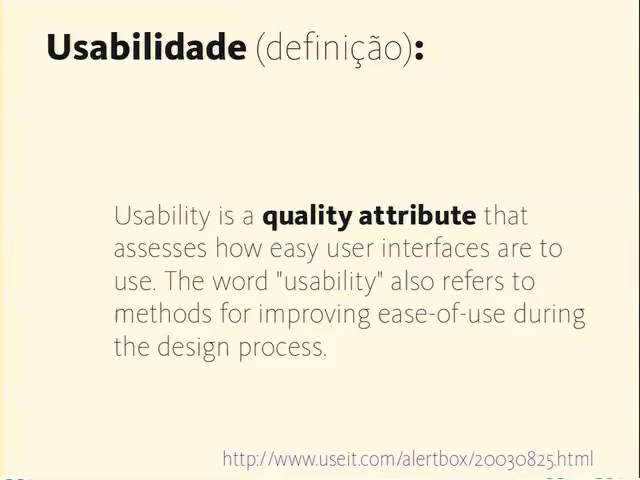 Usabilidade (definição):
Usability is a quality attribute that
assesses how easy user interfaces are to
use. The word "usability" also refers to
methods for improving ease-of-use during
the design process.
http://www.useit.com/alertbox/20030825.html